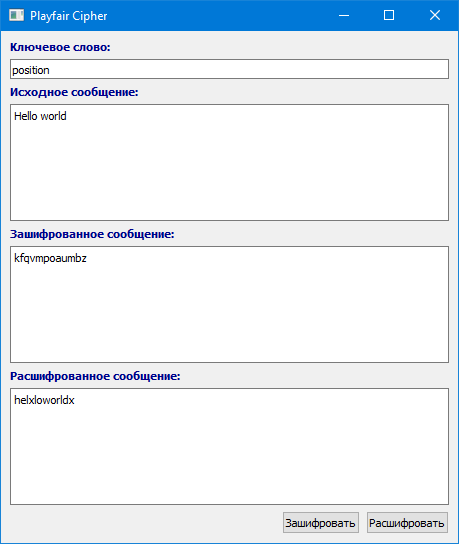 Playfair Cipher
Ключевое слово:
position
Исходное сообщение:
Hello world
Зашифрованное сообщение:
kfqvmpoaumbz
Расшифрованное сообщение:
helxloworldx
Зашифровать Расшифровать